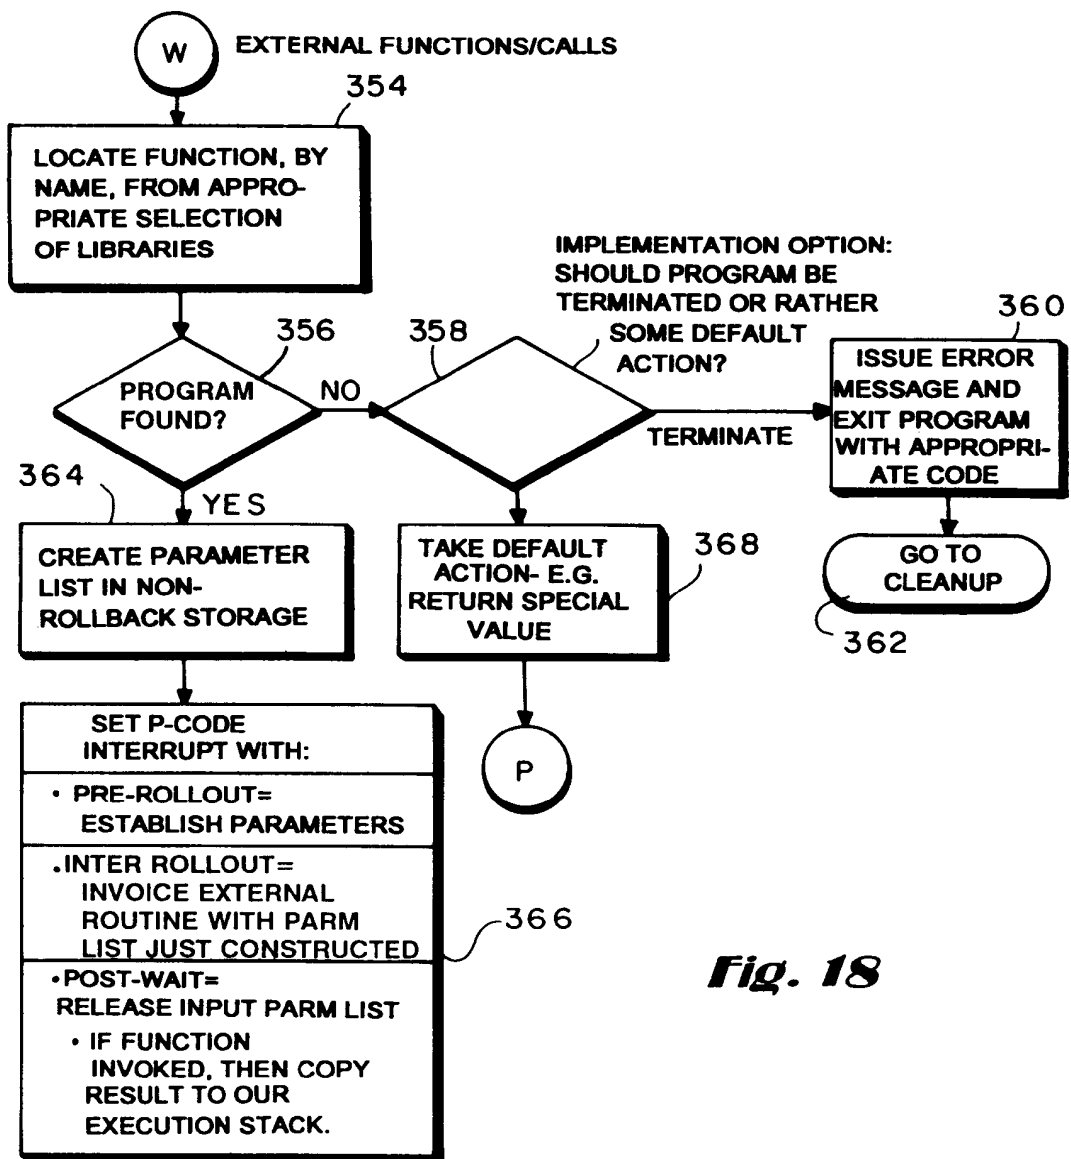 W
EXTERNAL FUNCTIONS/CALLS
354
LOCATE FUNCTION, BY
NAME, FROM APPRO-
PRIATE SELECTION
OF LIBRARIES
356
PROGRAM
FOUND?
NO
358
IMPLEMENTATION OPTION:
SHOULD PROGRAM BE
TERMINATED OR RATHER
SOME DEFAULT
ACTION?
TERMINATE
360
ISSUE ERROR
MESSAGE AND
EXIT PROGRAM
WITH APPROPRI-
ATE CODE
GO TO
CLEANUP
362
364
YES
CREATE PARAMETER
LIST IN NON-
ROLLBACK STORAGE
TAKE DEFAULT
ACTION- E.G.
RETURN SPECIAL
VALUE
368
P
SET P-CODE
INTERRUPT WITH:
• PRE-ROLLOUT=
ESTABLISH PARAMETERS
•INTER ROLLOUT=
INVOICE EXTERNAL
ROUTINE WITH PARM
LIST JUST CONSTRUCTED
366
•POST-WAIT=
RELEASE INPUT PARM LIST
• IF FUNCTION
INVOKED, THEN COPY
RESULT TO OUR
EXECUTION STACK.
Fig. 18